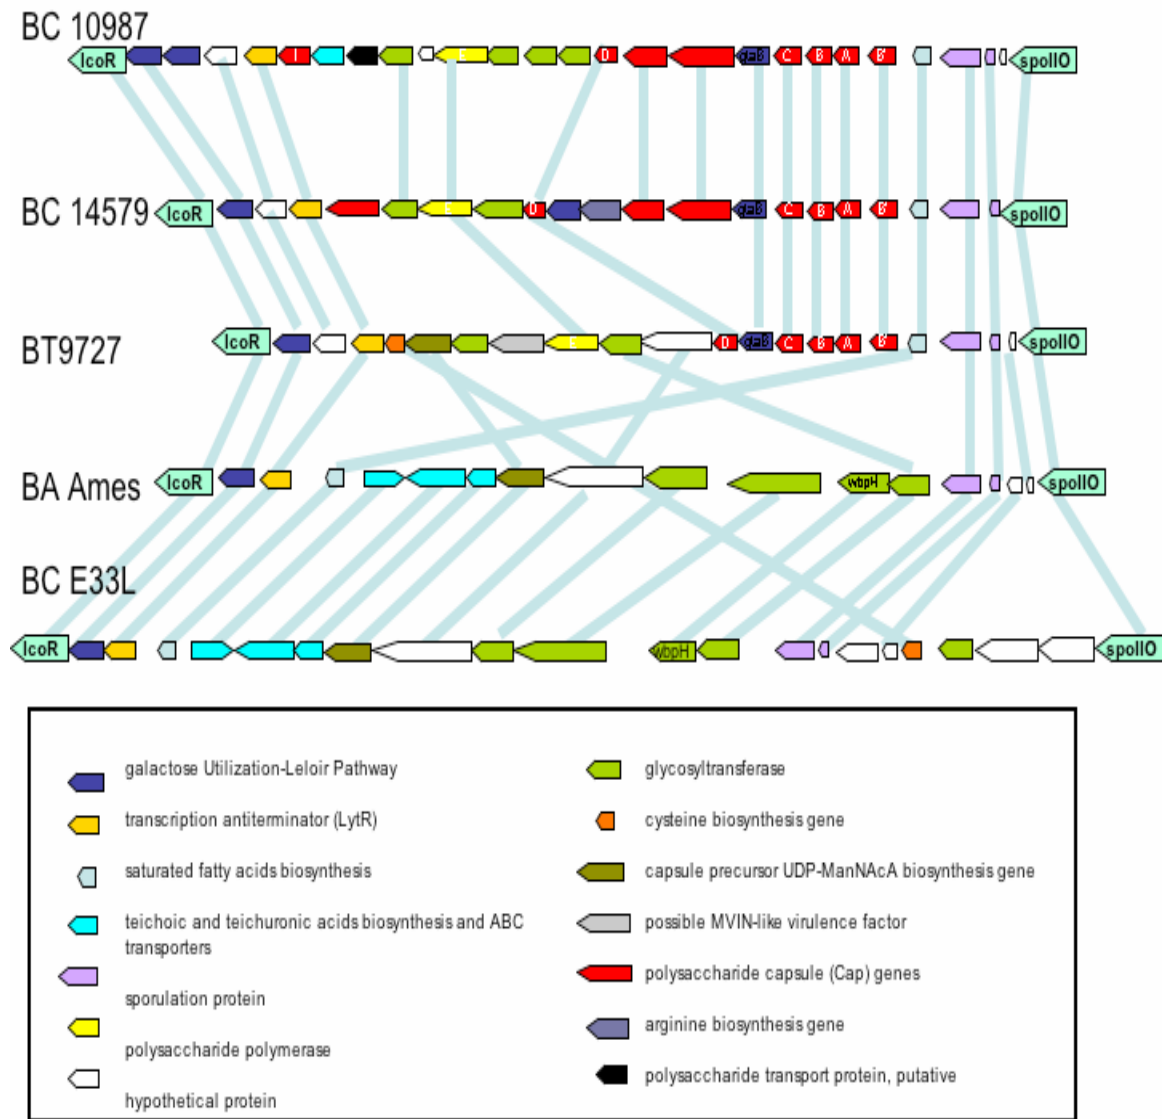 BC 10987
lcoR I E D glaB C B A B' spoIIO
BC 14579
lcoR E D glaB C B A B' spoIIO
BT9727
lcoR E D glaB C B A B' spoIIO
BA Ames
lcoR wbpH spoIIO
BC E33L
lcoR wbpH spoIIO
galactose Utilization-Leloir Pathway
transcription antiterminator (LytR)
saturated fatty acids biosynthesis
teichoic and teichuronic acids biosynthesis and ABC
transporters
sporulation protein
polysaccharide polymerase
hypothetical protein
glycosyltransferase
cysteine biosynthesis gene
capsule precursor UDP-ManNAcA biosynthesis gene
possible MVIN-like virulence factor
polysaccharide capsule (Cap) genes
arginine biosynthesis gene
polysaccharide transport protein, putative